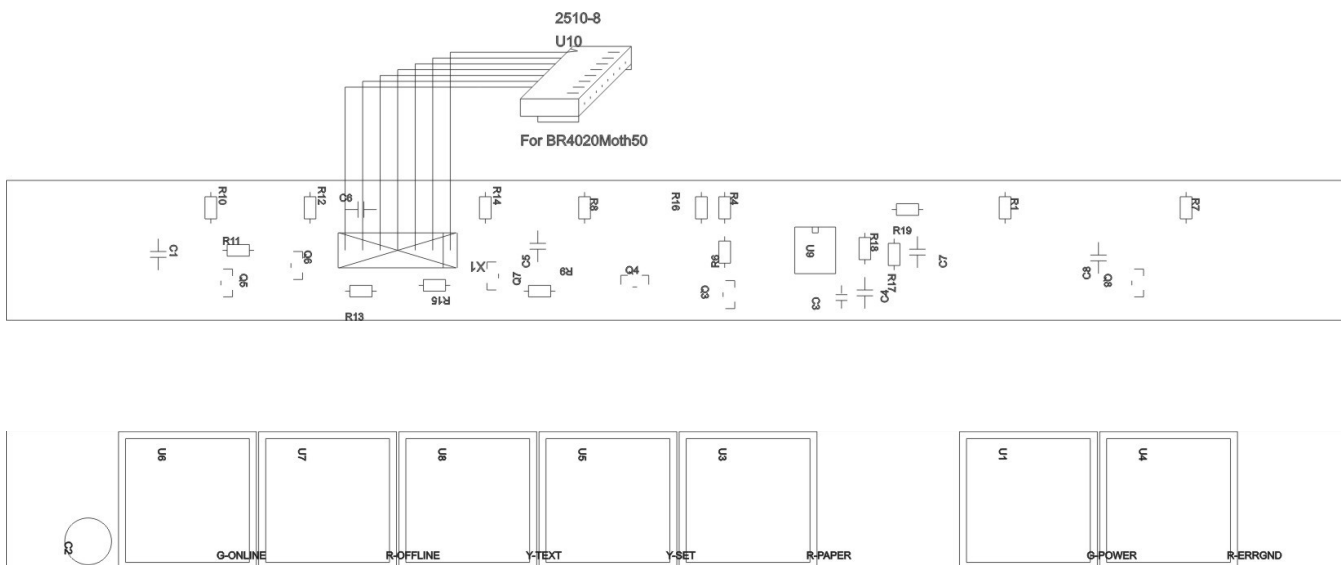 2510-8
U10
For BR4020Moth50
R10
R12
C6
R14
R8
R16
R4
R19
R1
R7
C1
R11
Q5
Q6
X1
Q7
C5
R9
Q4
Q3
U9
R18
R17
C7
C3
C4
C8
Q8
R13
R15
U6
U7
U8
U5
U3
U1
U4
C2
G-ONLINE
R-OFFLINE
Y-TEXT
Y-SET
R-PAPER
G-POWER
R-ERRGND